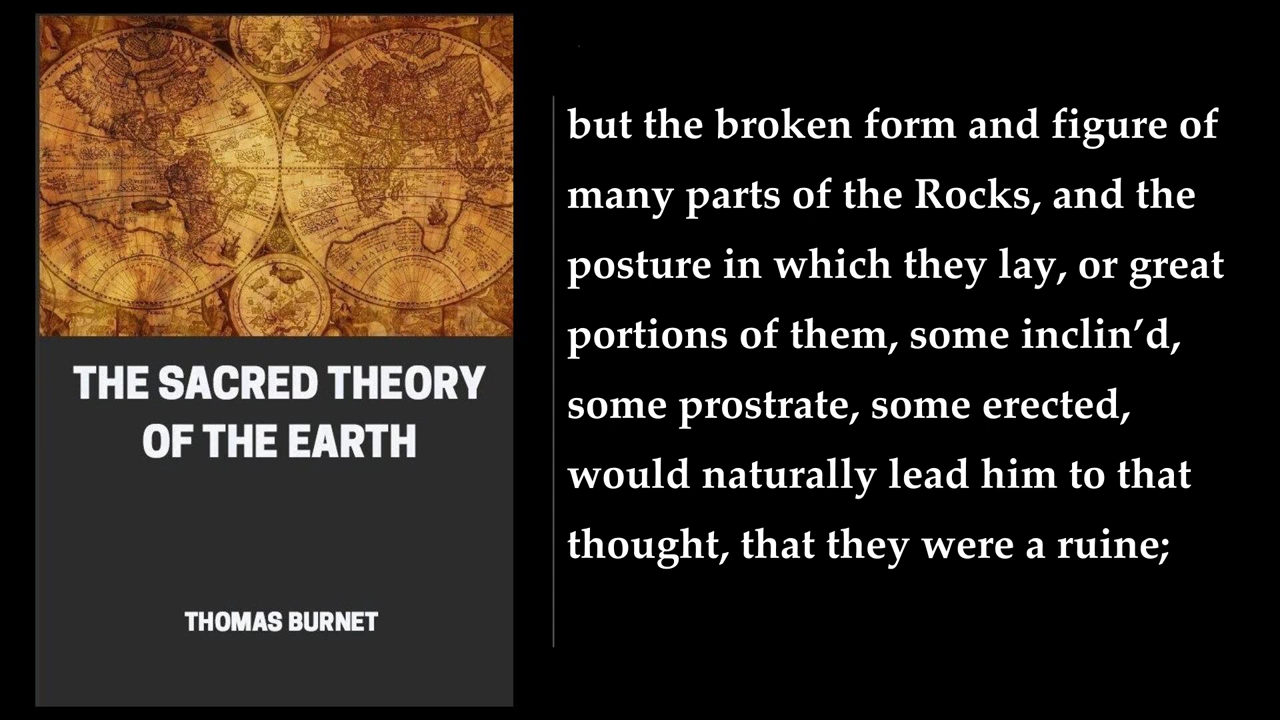 THE SACRED THEORY
OF THE EARTH
THOMAS BURNET
but the broken form and figure of
many parts of the Rocks, and the
posture in which they lay, or great
portions of them, some inclin’d,
some prostrate, some erected,
would naturally lead him to that
thought, that they were a ruine;